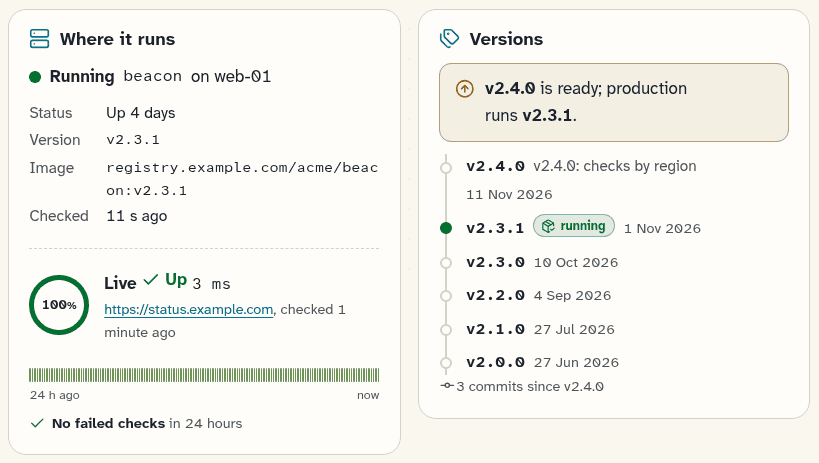 Where it runs
Running beacon on web-01
Status Up 4 days
Version v2.3.1
Image registry.example.com/acme/beac
on:v2.3.1
Checked 11 s ago
100%
Live Up 3 ms
https://status.example.com, checked 1
minute ago
24 h ago now
No failed checks in 24 hours
Versions
v2.4.0 is ready; production
runs v2.3.1.
v2.4.0 v2.4.0: checks by region
11 Nov 2026
v2.3.1 running 1 Nov 2026
v2.3.0 10 Oct 2026
v2.2.0 4 Sep 2026
v2.1.0 27 Jul 2026
v2.0.0 27 Jun 2026
3 commits since v2.4.0